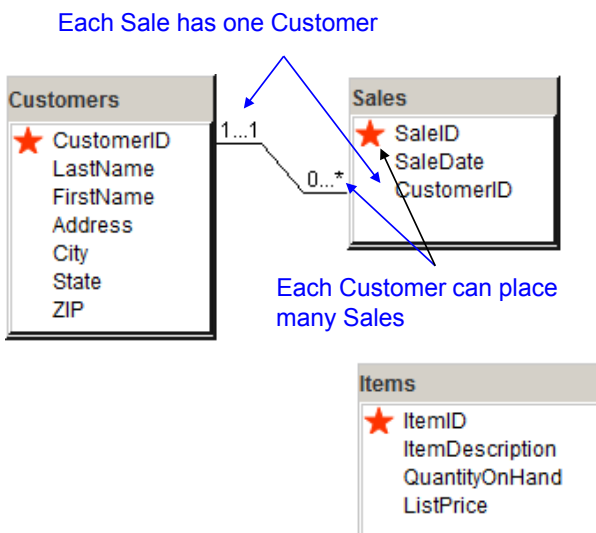 Each Sale has one Customer
Customers
CustomerID
LastName
FirstName
Address
City
State
ZIP
1...1
0...*
Sales
SaleID
SaleDate
CustomerID
Each Customer can place
many Sales
Items
ItemID
ItemDescription
QuantityOnHand
ListPrice